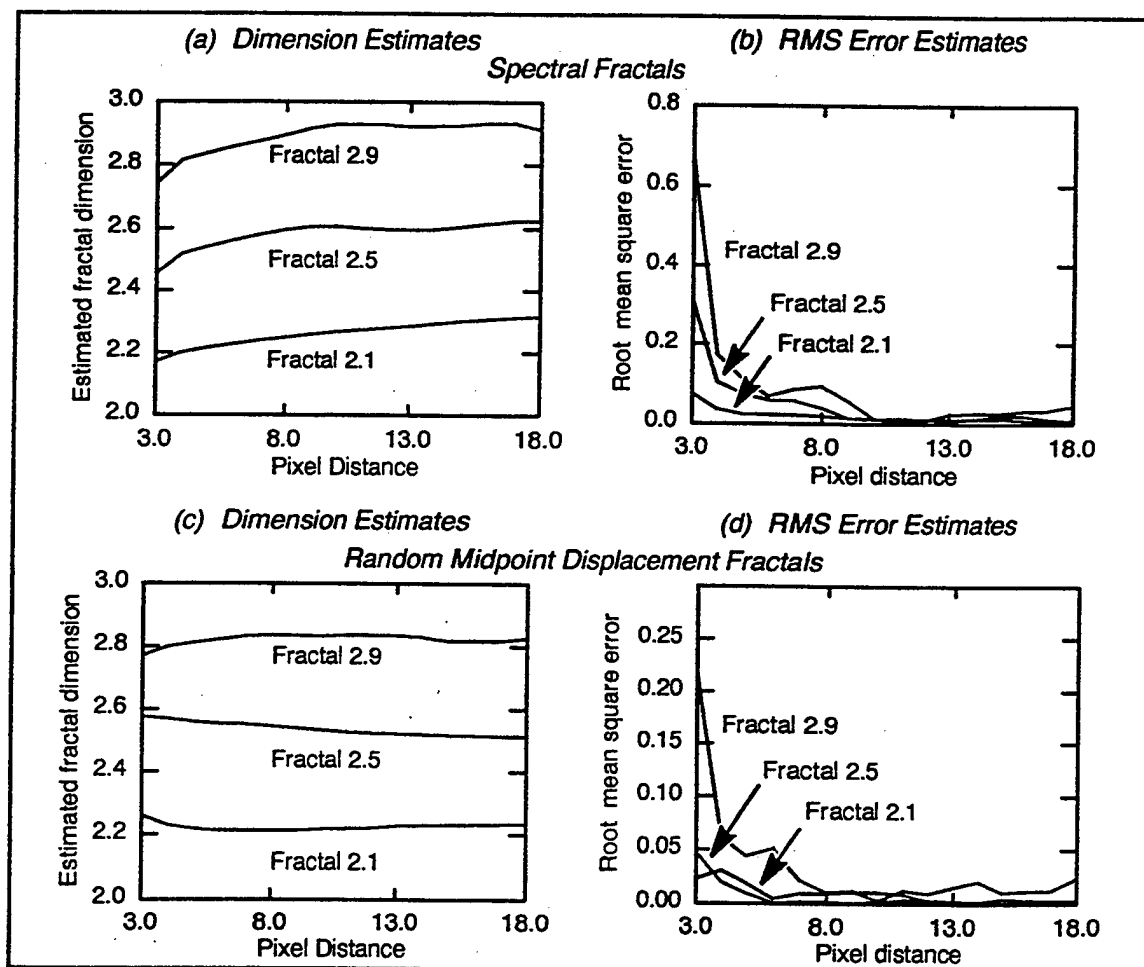 (a) Dimension Estimates
(b) RMS Error Estimates
Spectral Fractals
Estimated fractal dimension
3.0
2.8
2.6
2.4
2.2
2.0
Fractal 2.9
Fractal 2.5
Fractal 2.1
3.0 8.0 13.0 18.0
Pixel Distance
Root mean square error
0.8
0.6
0.4
0.2
0.0
Fractal 2.9
Fractal 2.5
Fractal 2.1
3.0 8.0 13.0 18.0
Pixel distance
(c) Dimension Estimates
(d) RMS Error Estimates
Random Midpoint Displacement Fractals
Estimated fractal dimension
3.0
2.8
2.6
2.4
2.2
2.0
Fractal 2.9
Fractal 2.5
Fractal 2.1
3.0 8.0 13.0 18.0
Pixel Distance
Root mean square error
0.25
0.20
0.15
0.10
0.05
0.00
Fractal 2.9
Fractal 2.5
Fractal 2.1
3.0 8.0 13.0 18.0
Pixel distance